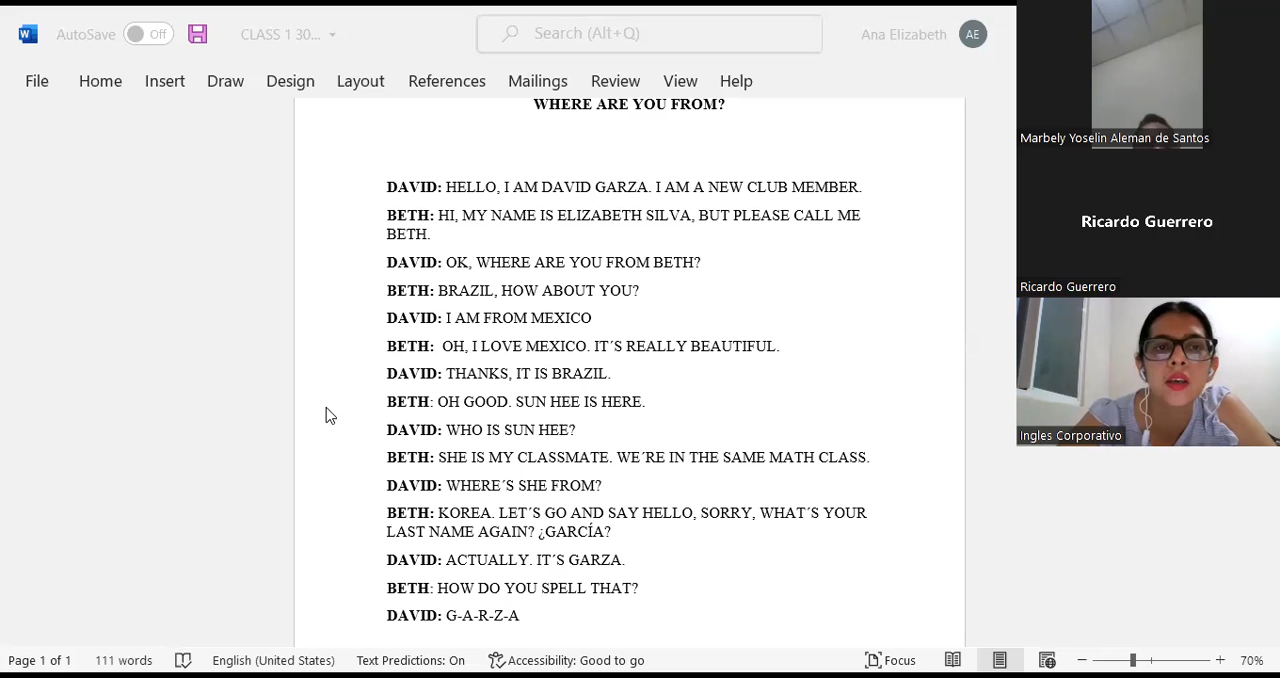 AutoSave Off CLASS 1 30... Search (Alt+Q) Ana Elizabeth AE
File Home Insert Draw Design Layout References Mailings Review View Help
WHERE ARE YOU FROM?
DAVID: HELLO, I AM DAVID GARZA. I AM A NEW CLUB MEMBER.
BETH: HI, MY NAME IS ELIZABETH SILVA, BUT PLEASE CALL ME
BETH.
DAVID: OK, WHERE ARE YOU FROM BETH?
BETH: BRAZIL, HOW ABOUT YOU?
DAVID: I AM FROM MEXICO
BETH: OH, I LOVE MEXICO. IT´S REALLY BEAUTIFUL.
DAVID: THANKS, IT IS BRAZIL.
BETH: OH GOOD. SUN HEE IS HERE.
DAVID: WHO IS SUN HEE?
BETH: SHE IS MY CLASSMATE. WE´RE IN THE SAME MATH CLASS.
DAVID: WHERE´S SHE FROM?
BETH: KOREA. LET´S GO AND SAY HELLO, SORRY, WHAT´S YOUR
LAST NAME AGAIN? ¿GARCÍA?
DAVID: ACTUALLY. IT´S GARZA.
BETH: HOW DO YOU SPELL THAT?
DAVID: G-A-R-Z-A
Page 1 of 1 111 words English (United States) Text Predictions: On Accessibility: Good to go Focus 70%
Marbely Yoselin Aleman de Santos
Ricardo Guerrero
Ricardo Guerrero
Ingles Corporativo